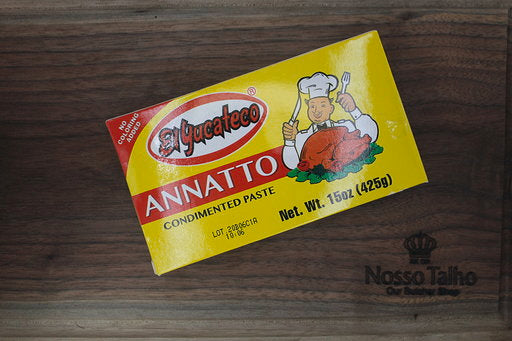 NO
COLORING
ADDED
El Yucateco®
ANNATTO
CONDIMENTED PASTE
Net. Wt. 15oz (425g)
LOT 20206C1A
10:06
Nosso Talho
Our Butcher Shop